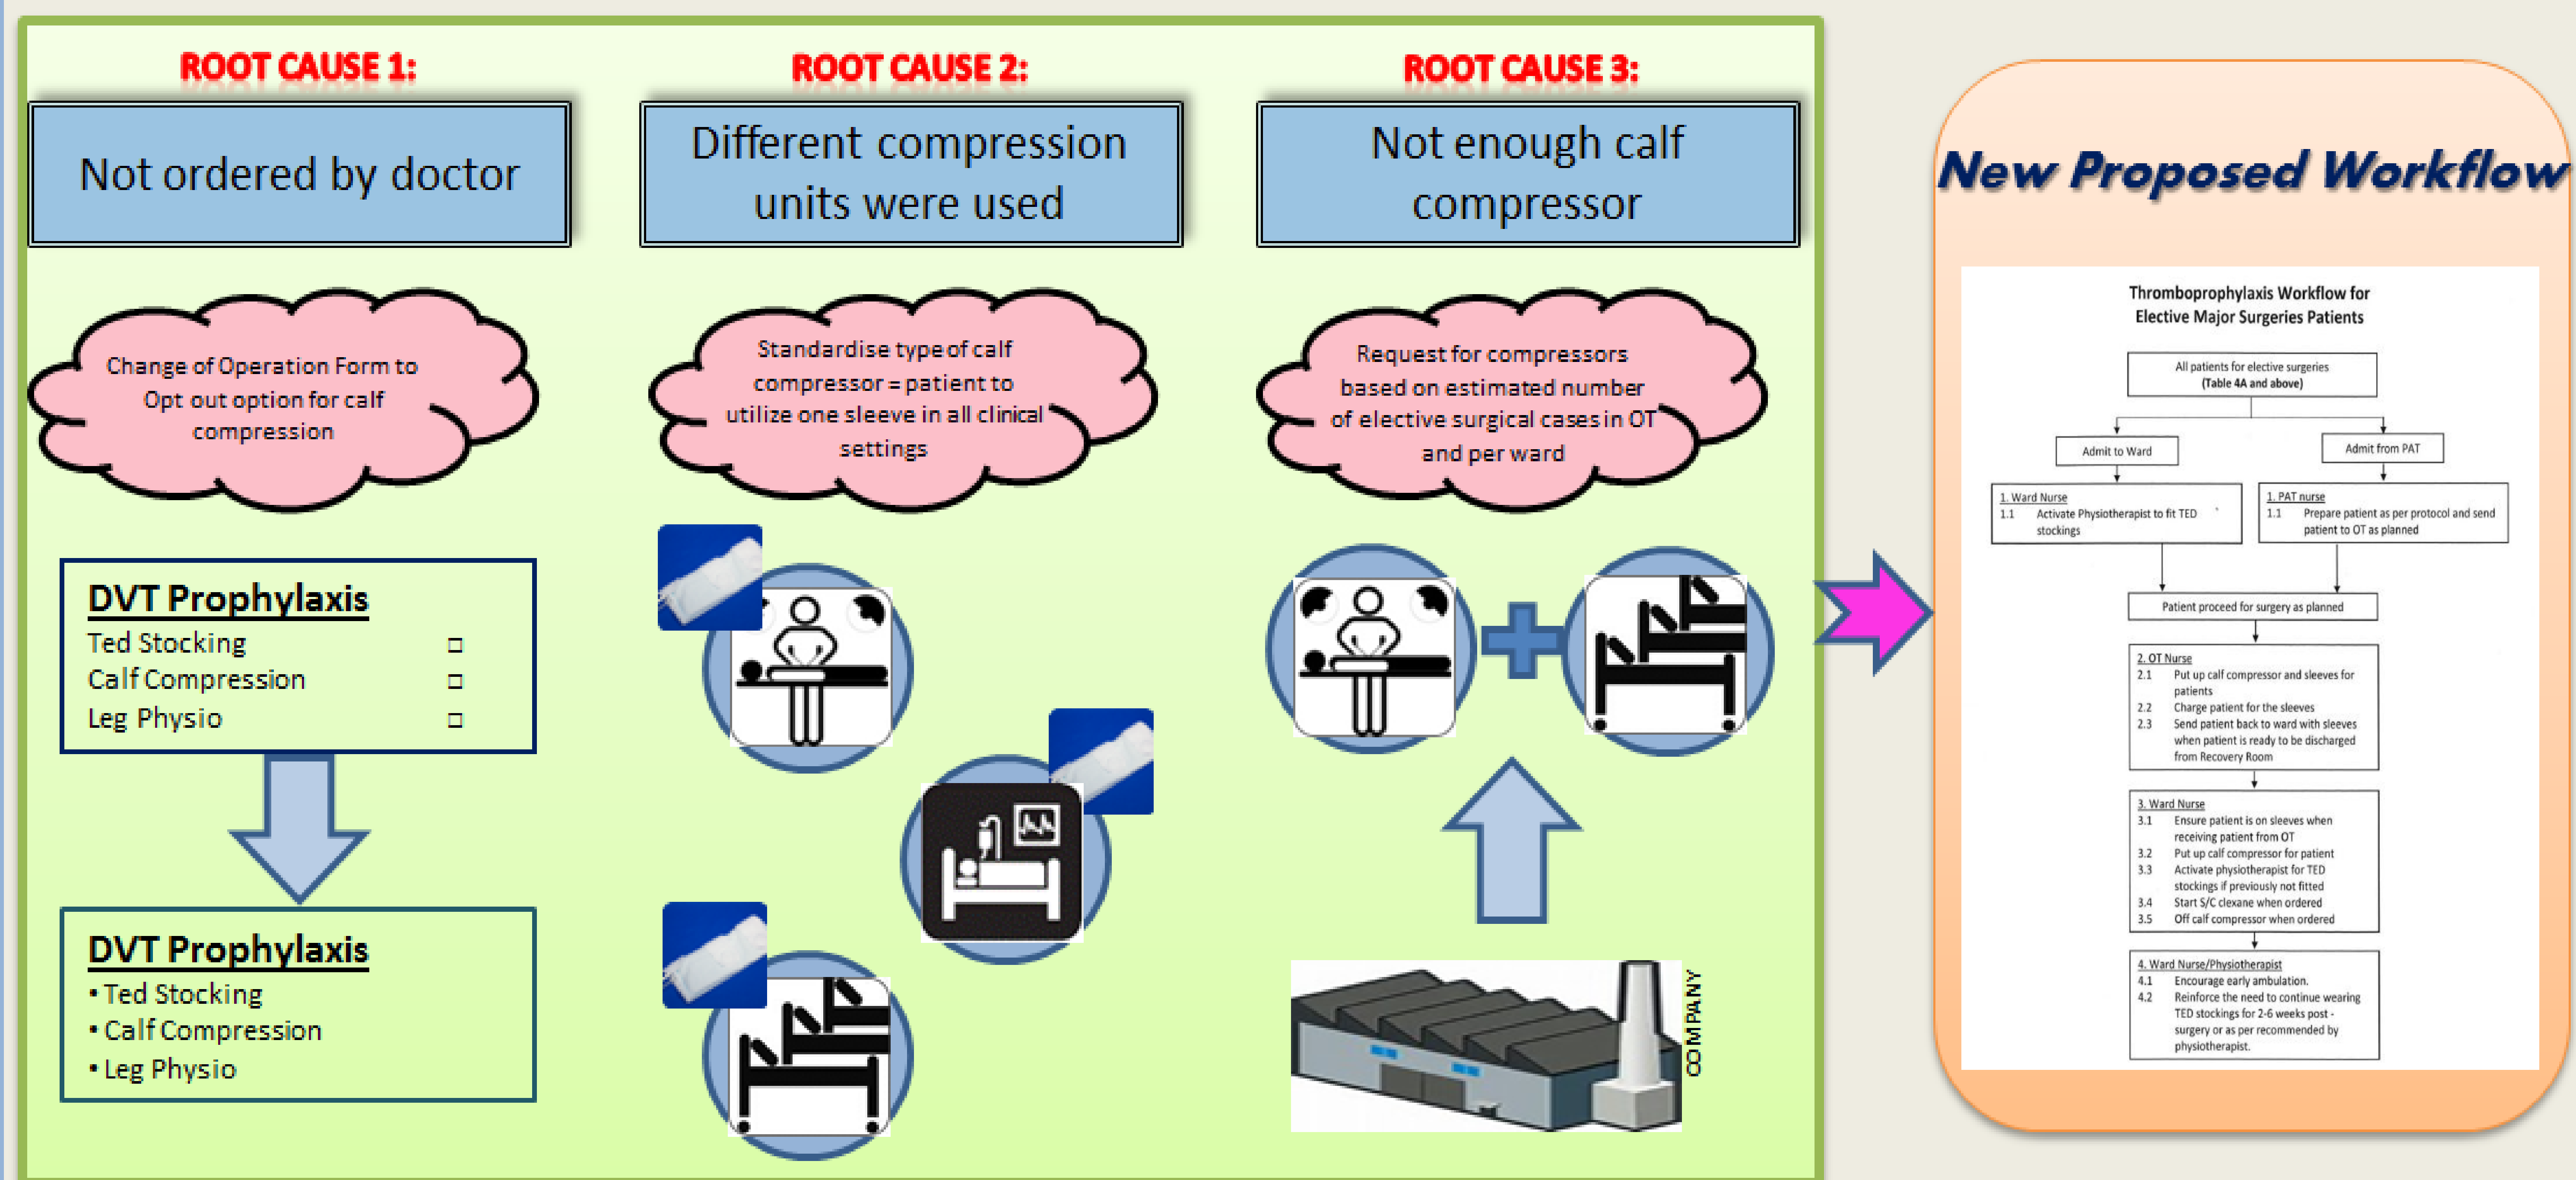 ROOT CAUSE 1:
Not ordered by doctor
Change of Operation Form to
Opt out option for calf
compression
DVT Prophylaxis
Ted Stocking □
Calf Compression □
Leg Physio □
DVT Prophylaxis
• Ted Stocking
• Calf Compression
• Leg Physio
ROOT CAUSE 2:
Different compression
units were used
Standardise type of calf
compressor = patient to
utilize one sleeve in all clinical
settings
ROOT CAUSE 3:
Not enough calf
compressor
Request for compressors
based on estimated number
of elective surgical cases in OT
and per ward
COMPANY
New Proposed Workflow
Thromboprophylaxis Workflow for
Elective Major Surgeries Patients
All patients for elective surgeries
(Table 4A and above)
Admit to Ward
Admit from PAT
1. Ward Nurse
1.1 Activate Physiotherapist to fit TED
stockings
1. PAT nurse
1.1 Prepare patient as per protocol and send
patient to OT as planned
Patient proceed for surgery as planned
2. OT Nurse
2.1 Put up calf compressor and sleeves for
patients
2.2 Charge patient for the sleeves
2.3 Send patient back to ward with sleeves
when patient is ready to be discharged
from Recovery Room
3. Ward Nurse
3.1 Ensure patient is on sleeves when
receiving patient from OT
3.2 Put up calf compressor for patient
3.3 Activate physiotherapist for TED
stockings if previously not fitted
3.4 Start S/C clexane when ordered
3.5 Off calf compressor when ordered
4. Ward Nurse/Physiotherapist
4.1 Encourage early ambulation.
4.2 Reinforce the need to continue wearing
TED stockings for 2-6 weeks post -
surgery or as per recommended by
physiotherapist.